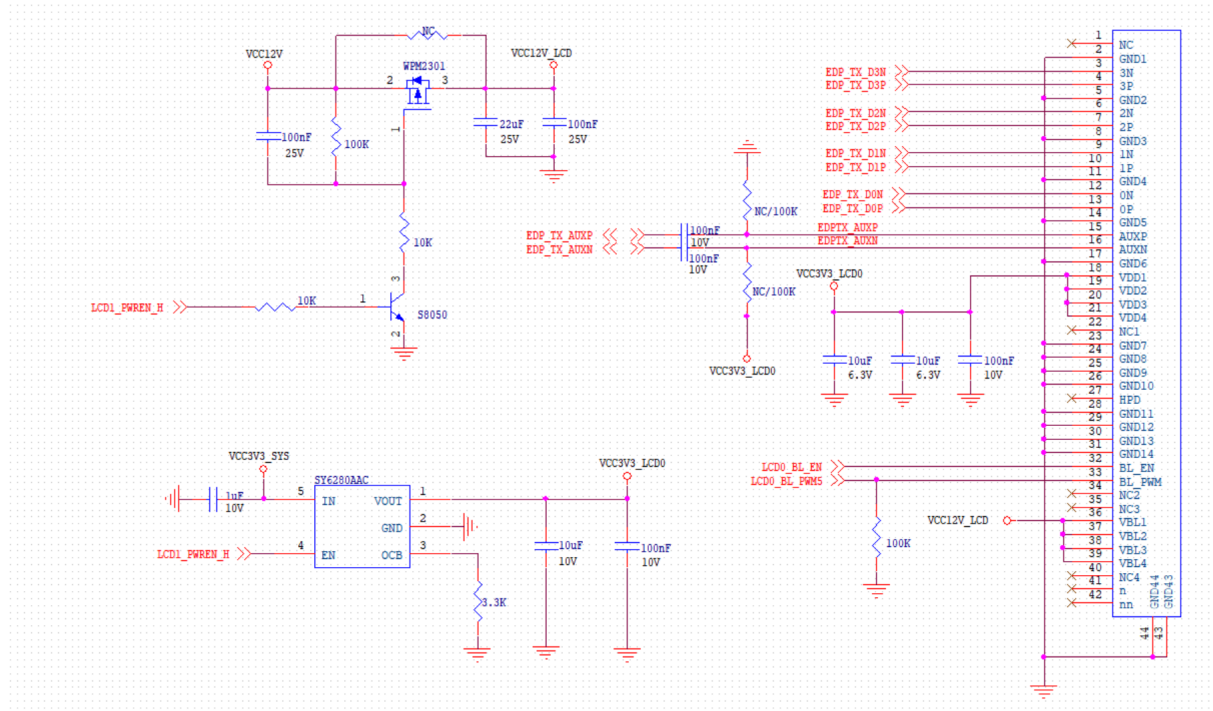 NC
VCC12V
VCC12V_LCD
WPM2301
2
3
1
100nF
25V
100K
22uF
25V
100nF
25V
10K
LCD1_PWREN_H
10K
1
3
2
S8050
VCC3V3_SYS
1uF
10V
SY6280AAC
5
IN
VOUT
1
GND
2
LCD1_PWREN_H
4
EN
OCB
3
3.3K
VCC3V3_LCD0
10uF
10V
100nF
10V
EDP_TX_D3N
EDP_TX_D3P
EDP_TX_D2N
EDP_TX_D2P
EDP_TX_D1N
EDP_TX_D1P
EDP_TX_D0N
EDP_TX_D0P
NC/100K
EDP_TX_AUXP
EDP_TX_AUXN
100nF
10V
100nF
10V
EDPTX_AUXP
EDPTX_AUXN
NC/100K
VCC3V3_LCD0
VCC3V3_LCD0
10uF
6.3V
10uF
6.3V
100nF
10V
LCD0_BL_EN
LCD0_BL_PWM5
100K
VCC12V_LCD
1 NC
2 GND1
3 3N
4 3P
5 GND2
6 2N
7 2P
8 GND3
9 1N
10 1P
11 GND4
12 0N
13 0P
14 GND5
15 AUXP
16 AUXN
17 GND6
18 VDD1
19 VDD2
20 VDD3
21 VDD4
22 NC1
23 GND7
24 GND8
25 GND9
26 GND10
27 HPD
28 GND11
29 GND12
30 GND13
31 GND14
32 BL_EN
33 BL_PWM
34 NC2
35 NC3
36 VBL1
37 VBL2
38 VBL3
39 VBL4
40 NC4
41 n
42 nn
GND44
GND43
44
43